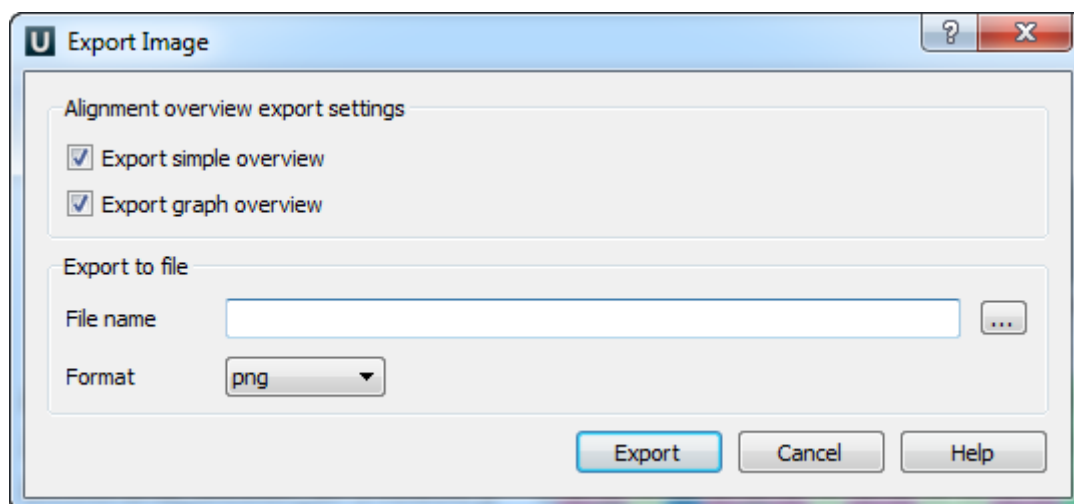 U Export Image ?
Alignment overview export settings
Export simple overview
Export graph overview
Export to file
File name ...
Format png
Export Cancel Help